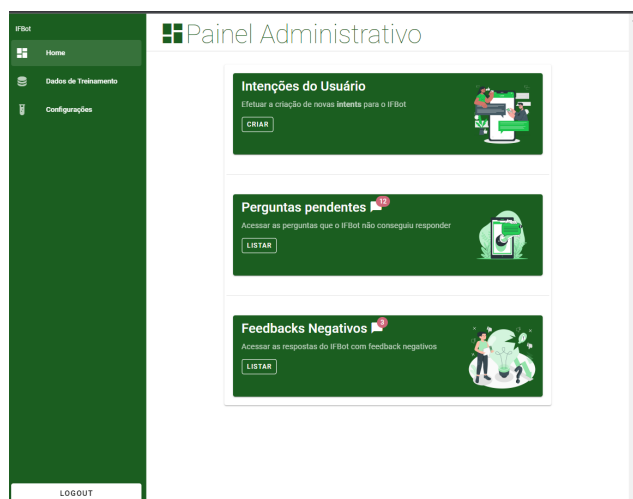 IFBot
Home
Dados de Treinamento
Configurações
LOGOUT
Painel Administrativo
Intenções do Usuário
Efetuar a criação de novas intents para o IFBot
CRIAR
Perguntas pendentes 12
Acessar as perguntas que o IFBot não conseguiu responder
LISTAR
Feedbacks Negativos 3
Acessar as respostas do IFBot com feedback negativos
LISTAR